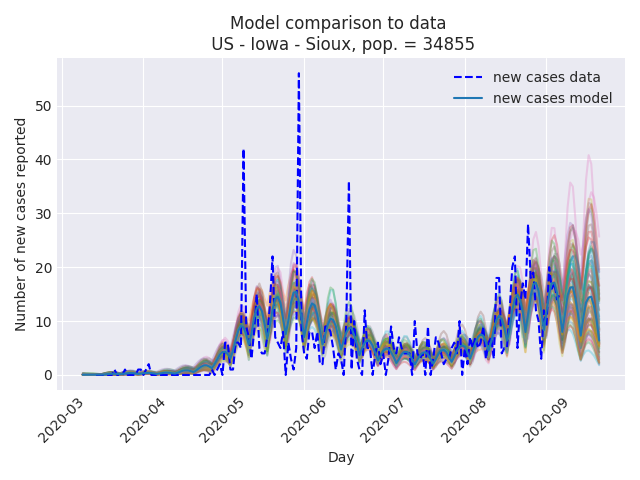 Model comparison to data
US - Iowa - Sioux, pop. = 34855
new cases data
new cases model
Number of new cases reported
50
40
30
20
10
0
2020-03
2020-04
2020-05
2020-06
2020-07
2020-08
2020-09
Day